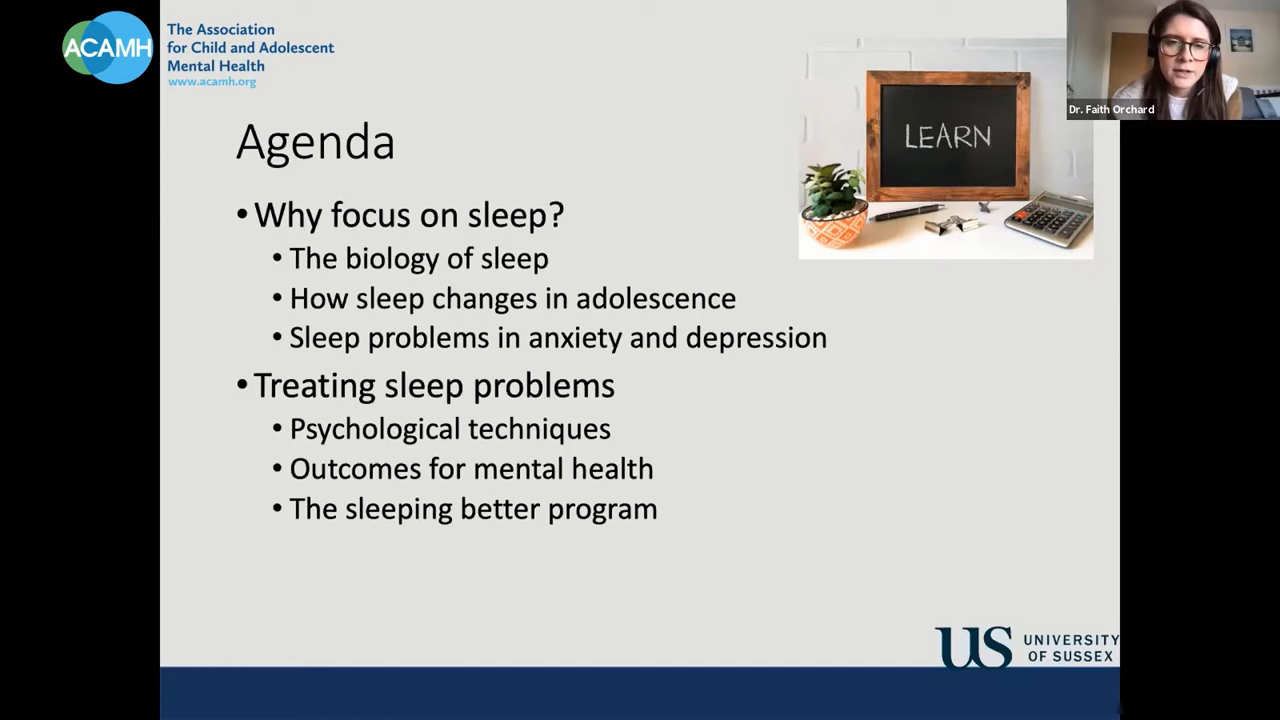 ACAMH
The Association
for Child and Adolescent
Mental Health
www.acamh.org
Dr. Faith Orchard
LEARN
Agenda
• Why focus on sleep?
• The biology of sleep
• How sleep changes in adolescence
• Sleep problems in anxiety and depression
• Treating sleep problems
• Psychological techniques
• Outcomes for mental health
• The sleeping better program
US
UNIVERSITY
OF SUSSEX